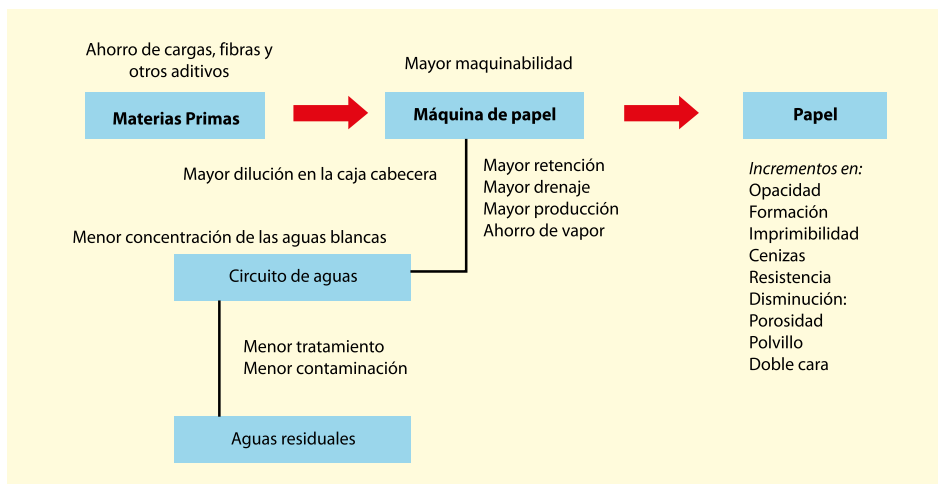 Ahorro de cargas, fibras y
otros aditivos
Materias Primas
Mayor maquinabilidad
Máquina de papel
Papel
Mayor dilución en la caja cabecera
Mayor retención
Mayor drenaje
Mayor producción
Ahorro de vapor
Incrementos en:
Opacidad
Formación
Imprimibilidad
Cenizas
Resistencia
Disminución:
Porosidad
Polvillo
Doble cara
Menor concentración de las aguas blancas
Circuito de aguas
Menor tratamiento
Menor contaminación
Aguas residuales